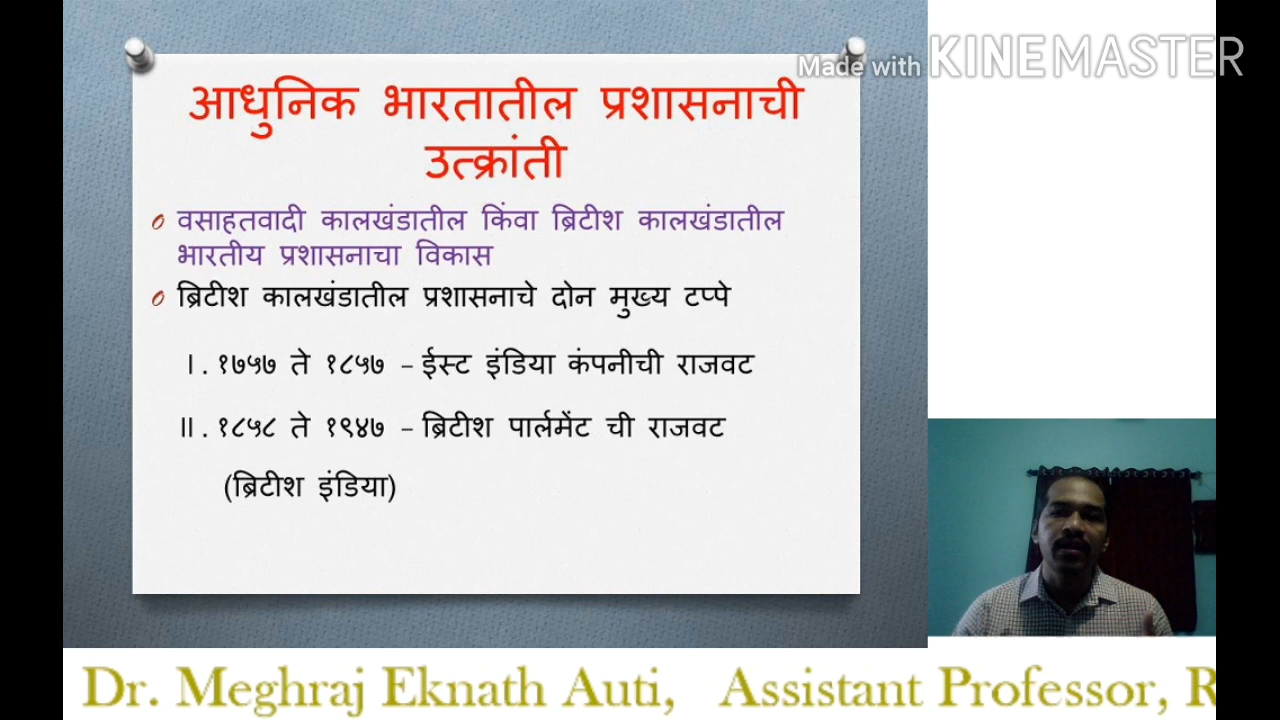 Made with KINEMASTER
आधुनिक भारतातील प्रशासनाची
उत्क्रांती
वसाहतवादी कालखंडातील किंवा ब्रिटीश कालखंडातील
भारतीय प्रशासनाचा विकास
ब्रिटीश कालखंडातील प्रशासनाचे दोन मुख्य टप्पे
I. १७५७ ते १८५७ – ईस्ट इंडिया कंपनीची राजवट
II. १८५८ ते १९४७ – ब्रिटीश पार्लमेंट ची राजवट
(ब्रिटीश इंडिया)
Dr. Meghraj Eknath Auti, Assistant Professor, R